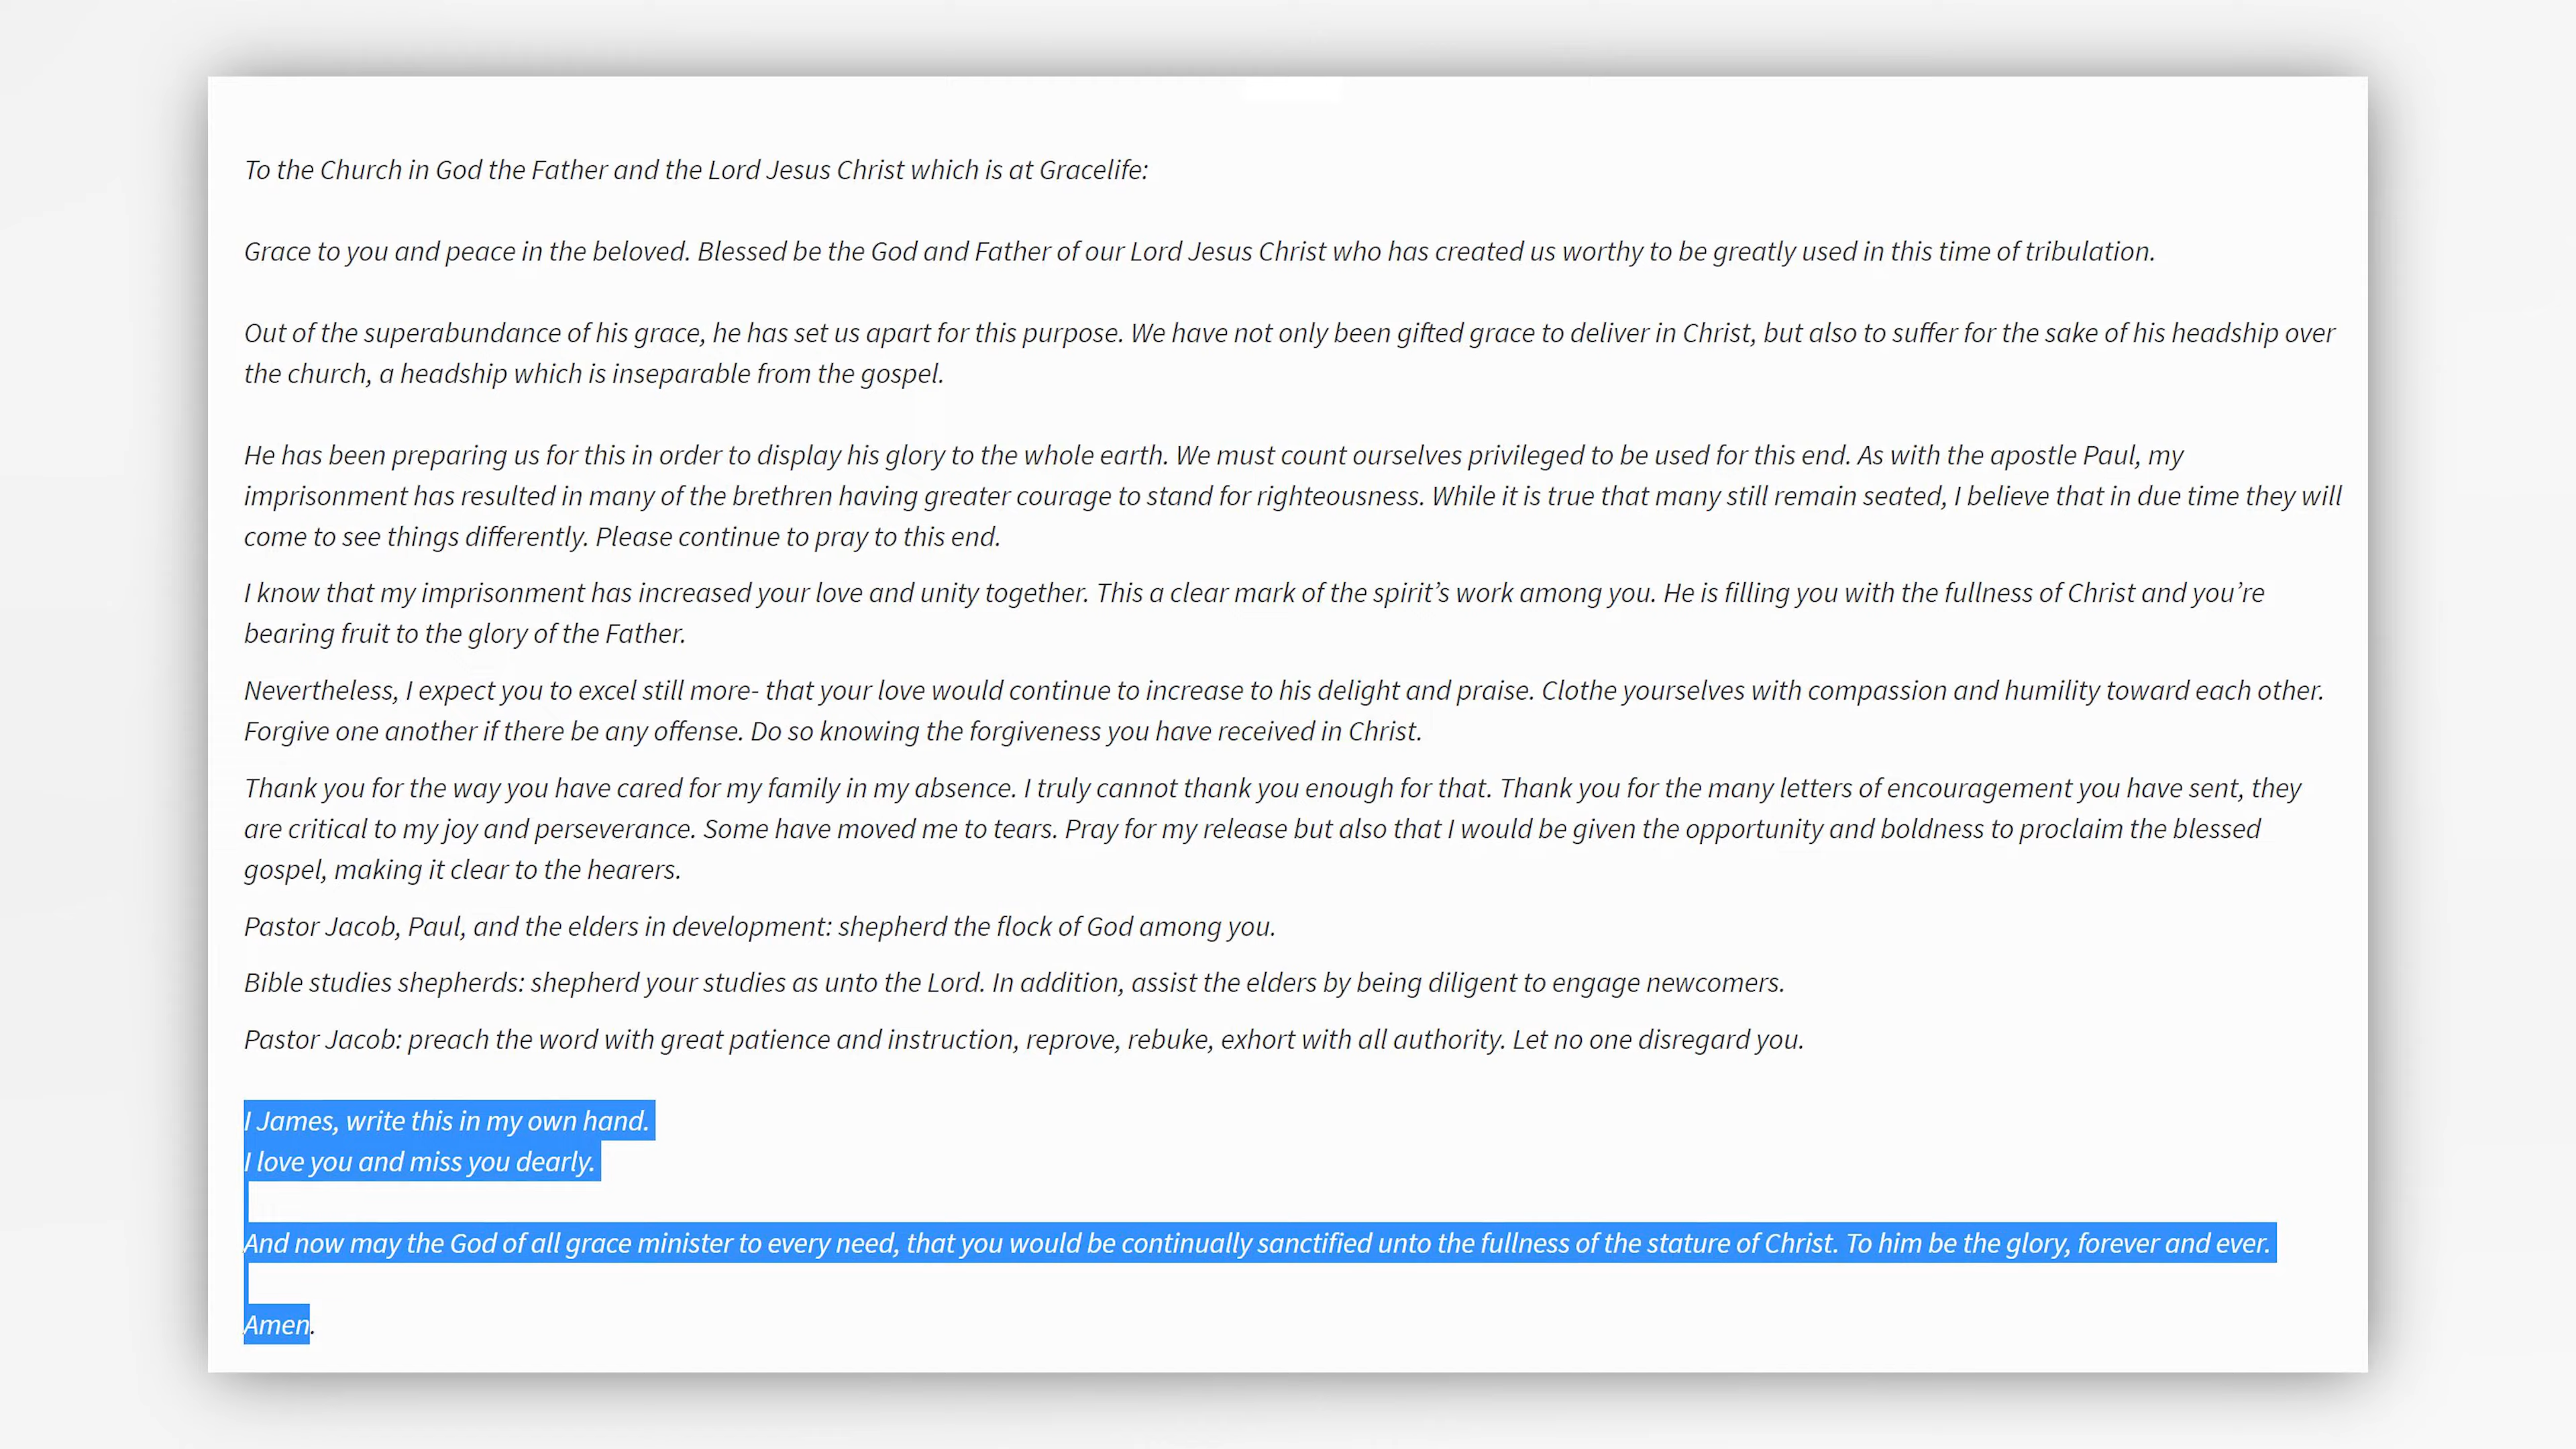 To the Church in God the Father and the Lord Jesus Christ which is at Gracelife:
Grace to you and peace in the beloved. Blessed be the God and Father of our Lord Jesus Christ who has created us worthy to be greatly used in this time of tribulation.
Out of the superabundance of his grace, he has set us apart for this purpose. We have not only been gifted grace to deliver in Christ, but also to suffer for the sake of his headship over
the church, a headship which is inseparable from the gospel.
He has been preparing us for this in order to display his glory to the whole earth. We must count ourselves privileged to be used for this end. As with the apostle Paul, my
imprisonment has resulted in many of the brethren having greater courage to stand for righteousness. While it is true that many still remain seated, I believe that in due time they will
come to see things differently. Please continue to pray to this end.
I know that my imprisonment has increased your love and unity together. This a clear mark of the spirit’s work among you. He is filling you with the fullness of Christ and you’re
bearing fruit to the glory of the Father.
Nevertheless, I expect you to excel still more- that your love would continue to increase to his delight and praise. Clothe yourselves with compassion and humility toward each other.
Forgive one another if there be any offense. Do so knowing the forgiveness you have received in Christ.
Thank you for the way you have cared for my family in my absence. I truly cannot thank you enough for that. Thank you for the many letters of encouragement you have sent, they
are critical to my joy and perseverance. Some have moved me to tears. Pray for my release but also that I would be given the opportunity and boldness to proclaim the blessed
gospel, making it clear to the hearers.
Pastor Jacob, Paul, and the elders in development: shepherd the flock of God among you.
Bible studies shepherds: shepherd your studies as unto the Lord. In addition, assist the elders by being diligent to engage newcomers.
Pastor Jacob: preach the word with great patience and instruction, reprove, rebuke, exhort with all authority. Let no one disregard you.
I James, write this in my own hand.
I love you and miss you dearly.
And now may the God of all grace minister to every need, that you would be continually sanctified unto the fullness of the stature of Christ. To him be the glory, forever and ever.
Amen.